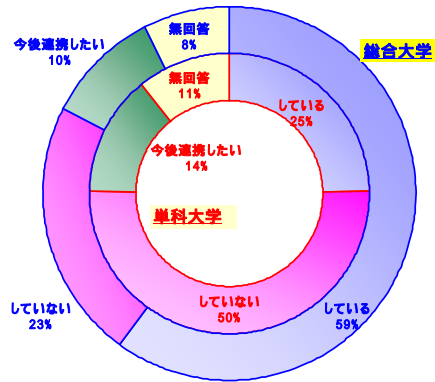 無回答
8%
今後連携したい
10%
総合大学
無回答
11%
している
25%
今後連携したい
14%
単科大学
していない
50%
していない
23%
している
59%